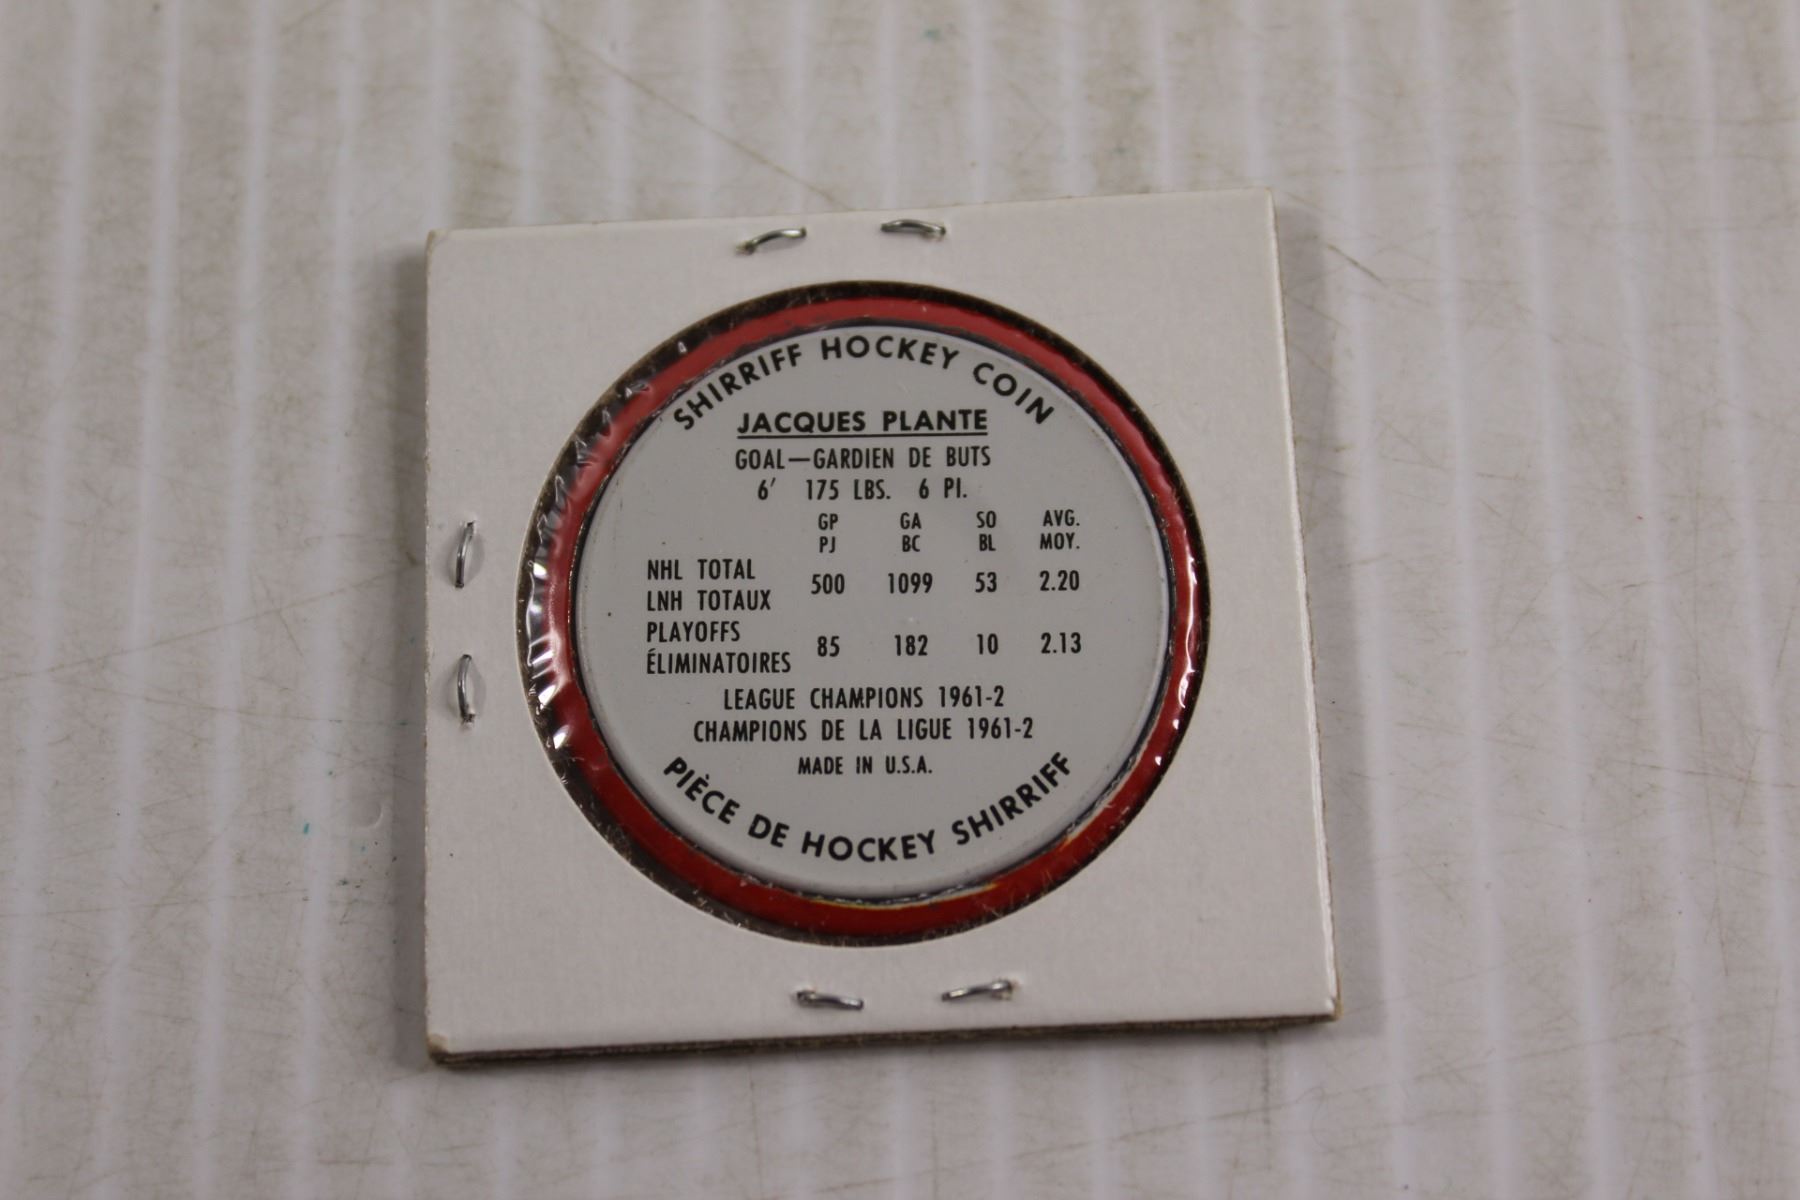 SHIRRIFF HOCKEY COIN
JACQUES PLANTE
GOAL—GARDIEN DE BUTS
6' 175 LBS. 6 PI.
GP GA SO AVG.
PJ BC BL MOY.
NHL TOTAL
LNH TOTAUX 500 1099 53 2.20
PLAYOFFS
ÉLIMINATOIRES 85 182 10 2.13
LEAGUE CHAMPIONS 1961-2
CHAMPIONS DE LA LIGUE 1961-2
MADE IN U.S.A.
PIÈCE DE HOCKEY SHIRRIFF